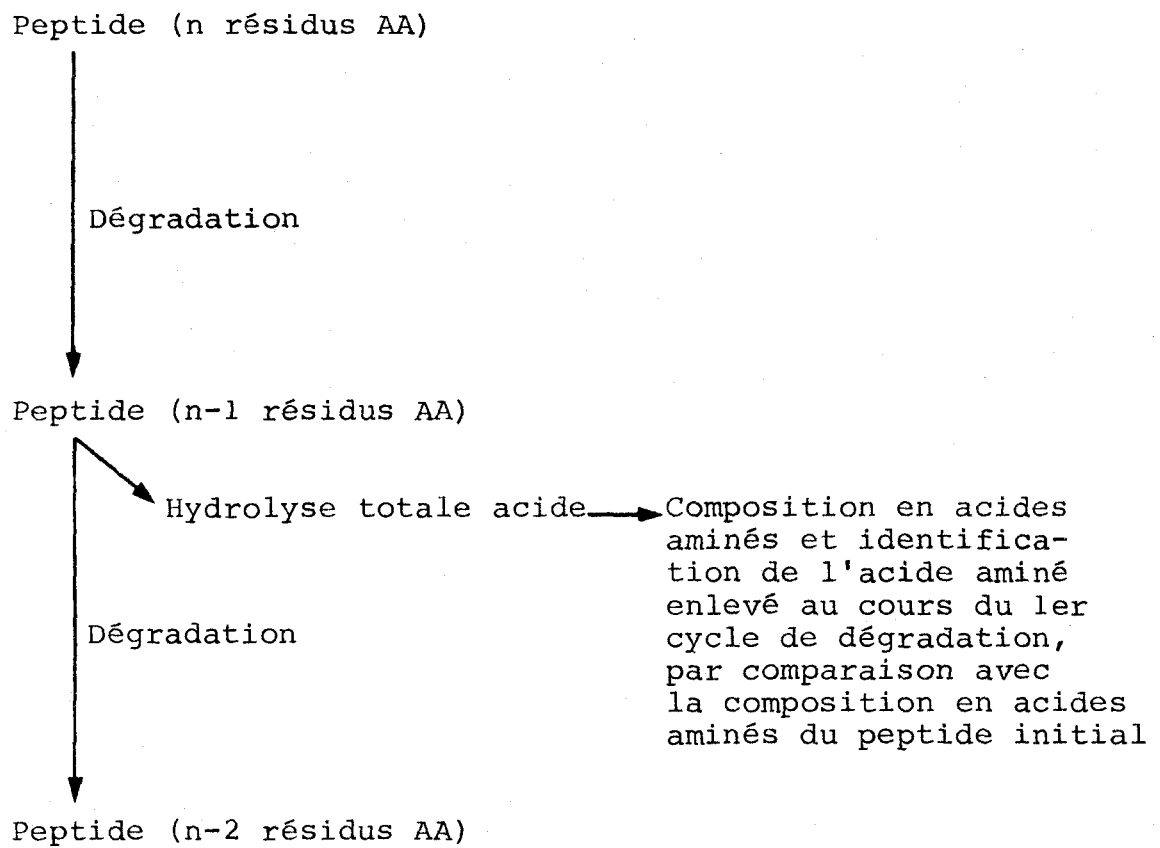 Peptide (n résidus AA)
Dégradation
Peptide (n-1 résidus AA)
Hydrolyse totale acide
Composition en acides
aminés et identifica-
tion de l'acide aminé
enlevé au cours du 1er
cycle de dégradation,
par comparaison avec
la composition en acides
aminés du peptide initial
Dégradation
Peptide (n-2 résidus AA)